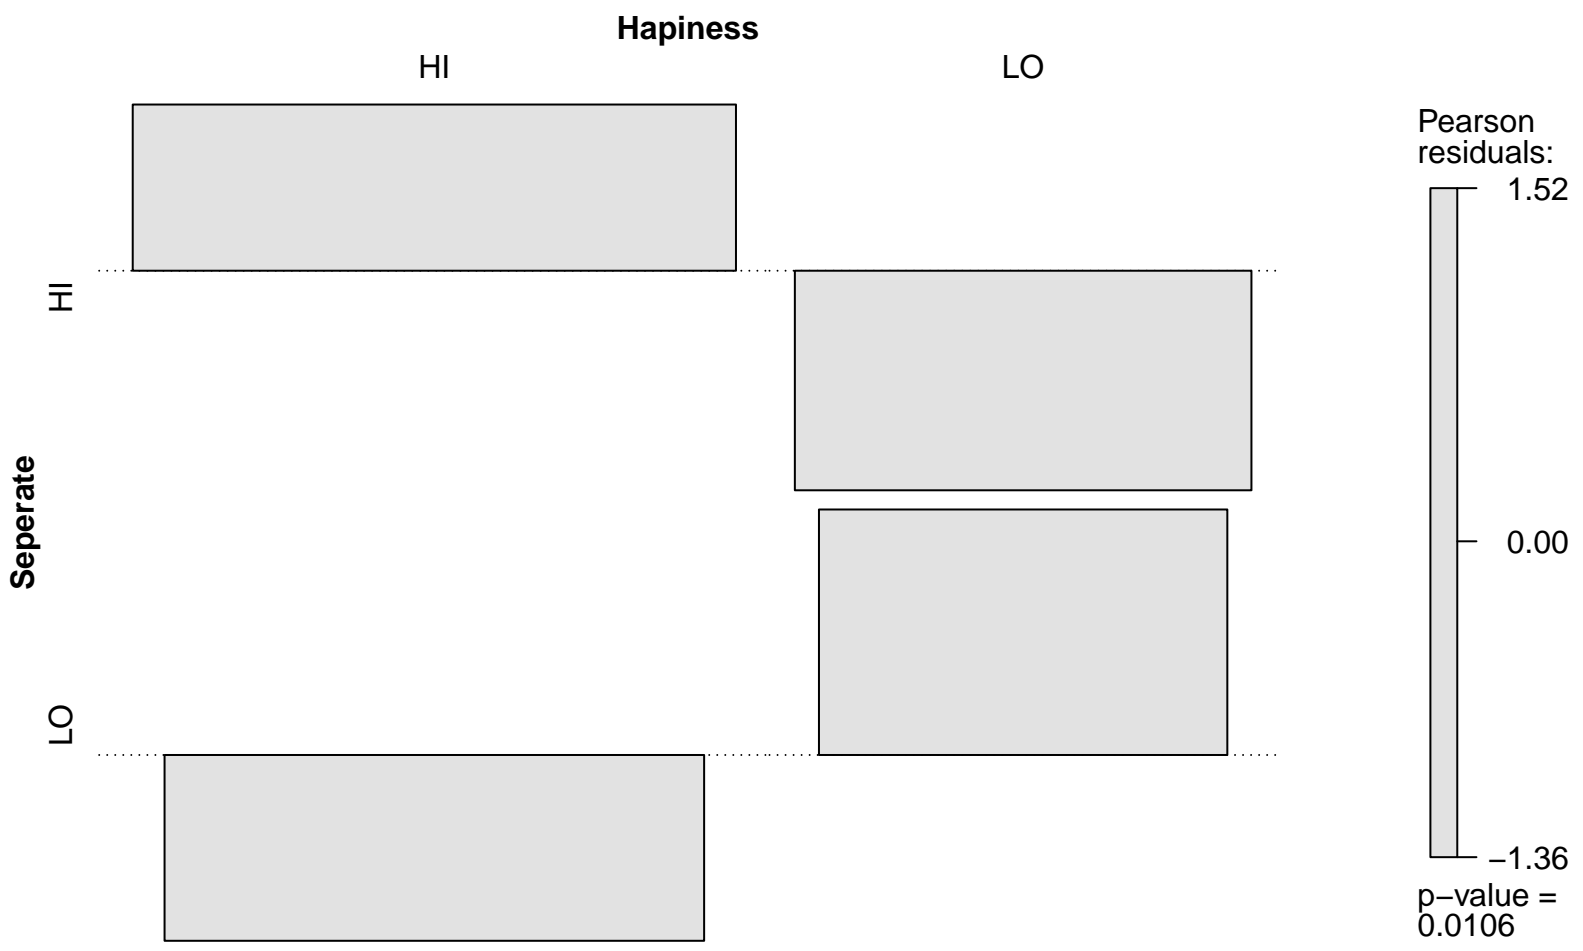 Hapiness
HI
LO
HI
Seperate
LO
Pearson
residuals:
1.52
0.00
−1.36
p−value =
0.0106